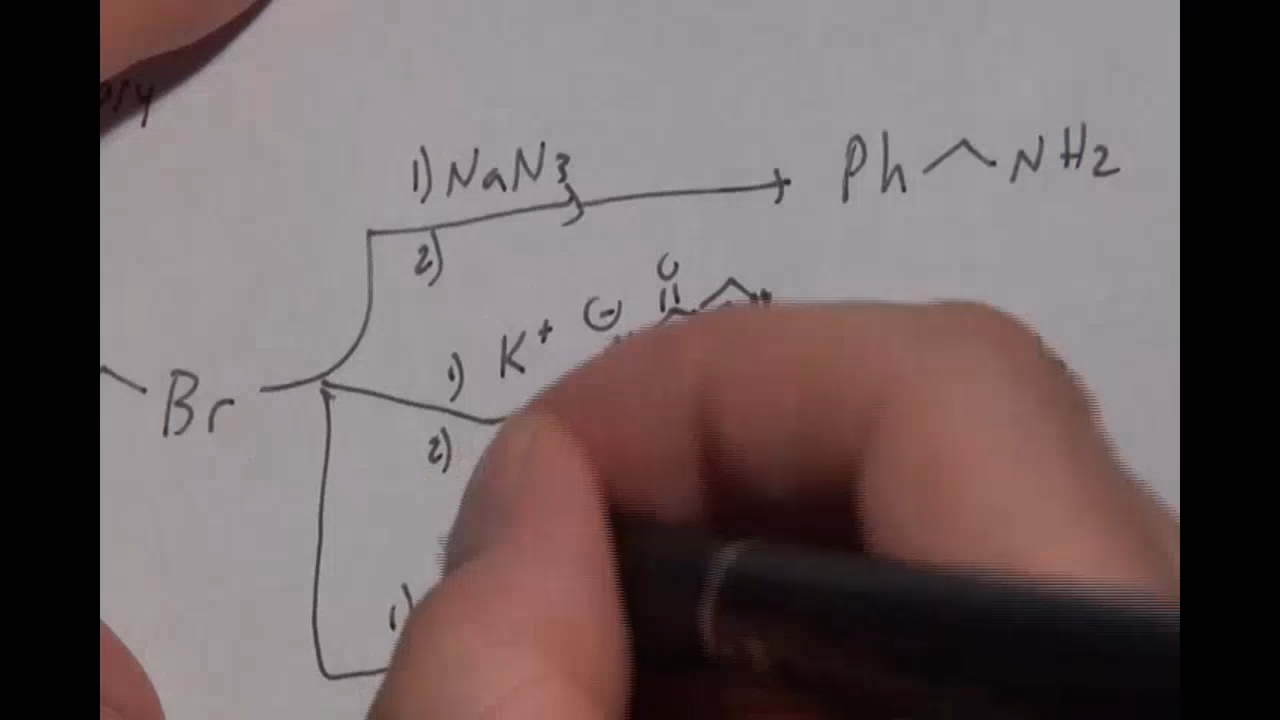 1) NaN3
Ph NH2
2)
O
1) K+ ⊖
Br
2)
1)